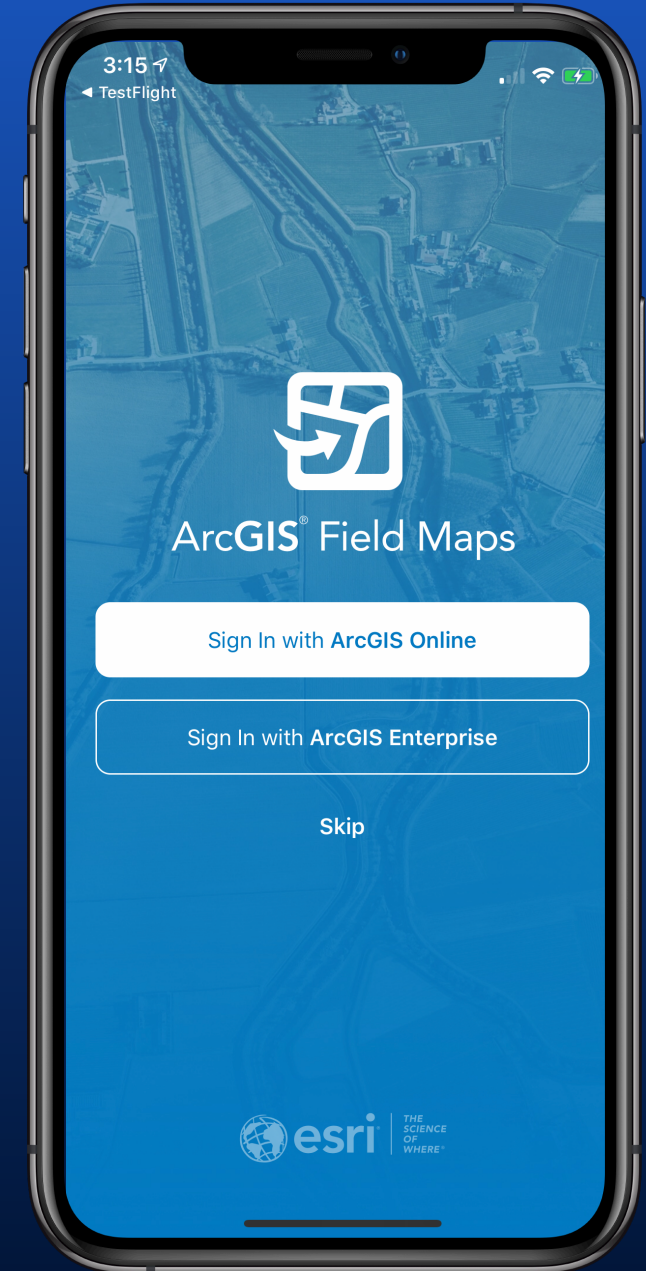 3:15
◀ TestFlight
ArcGIS® Field Maps
Sign In with ArcGIS Online
Sign In with ArcGIS Enterprise
Skip
esri
THE
SCIENCE
OF
WHERE®